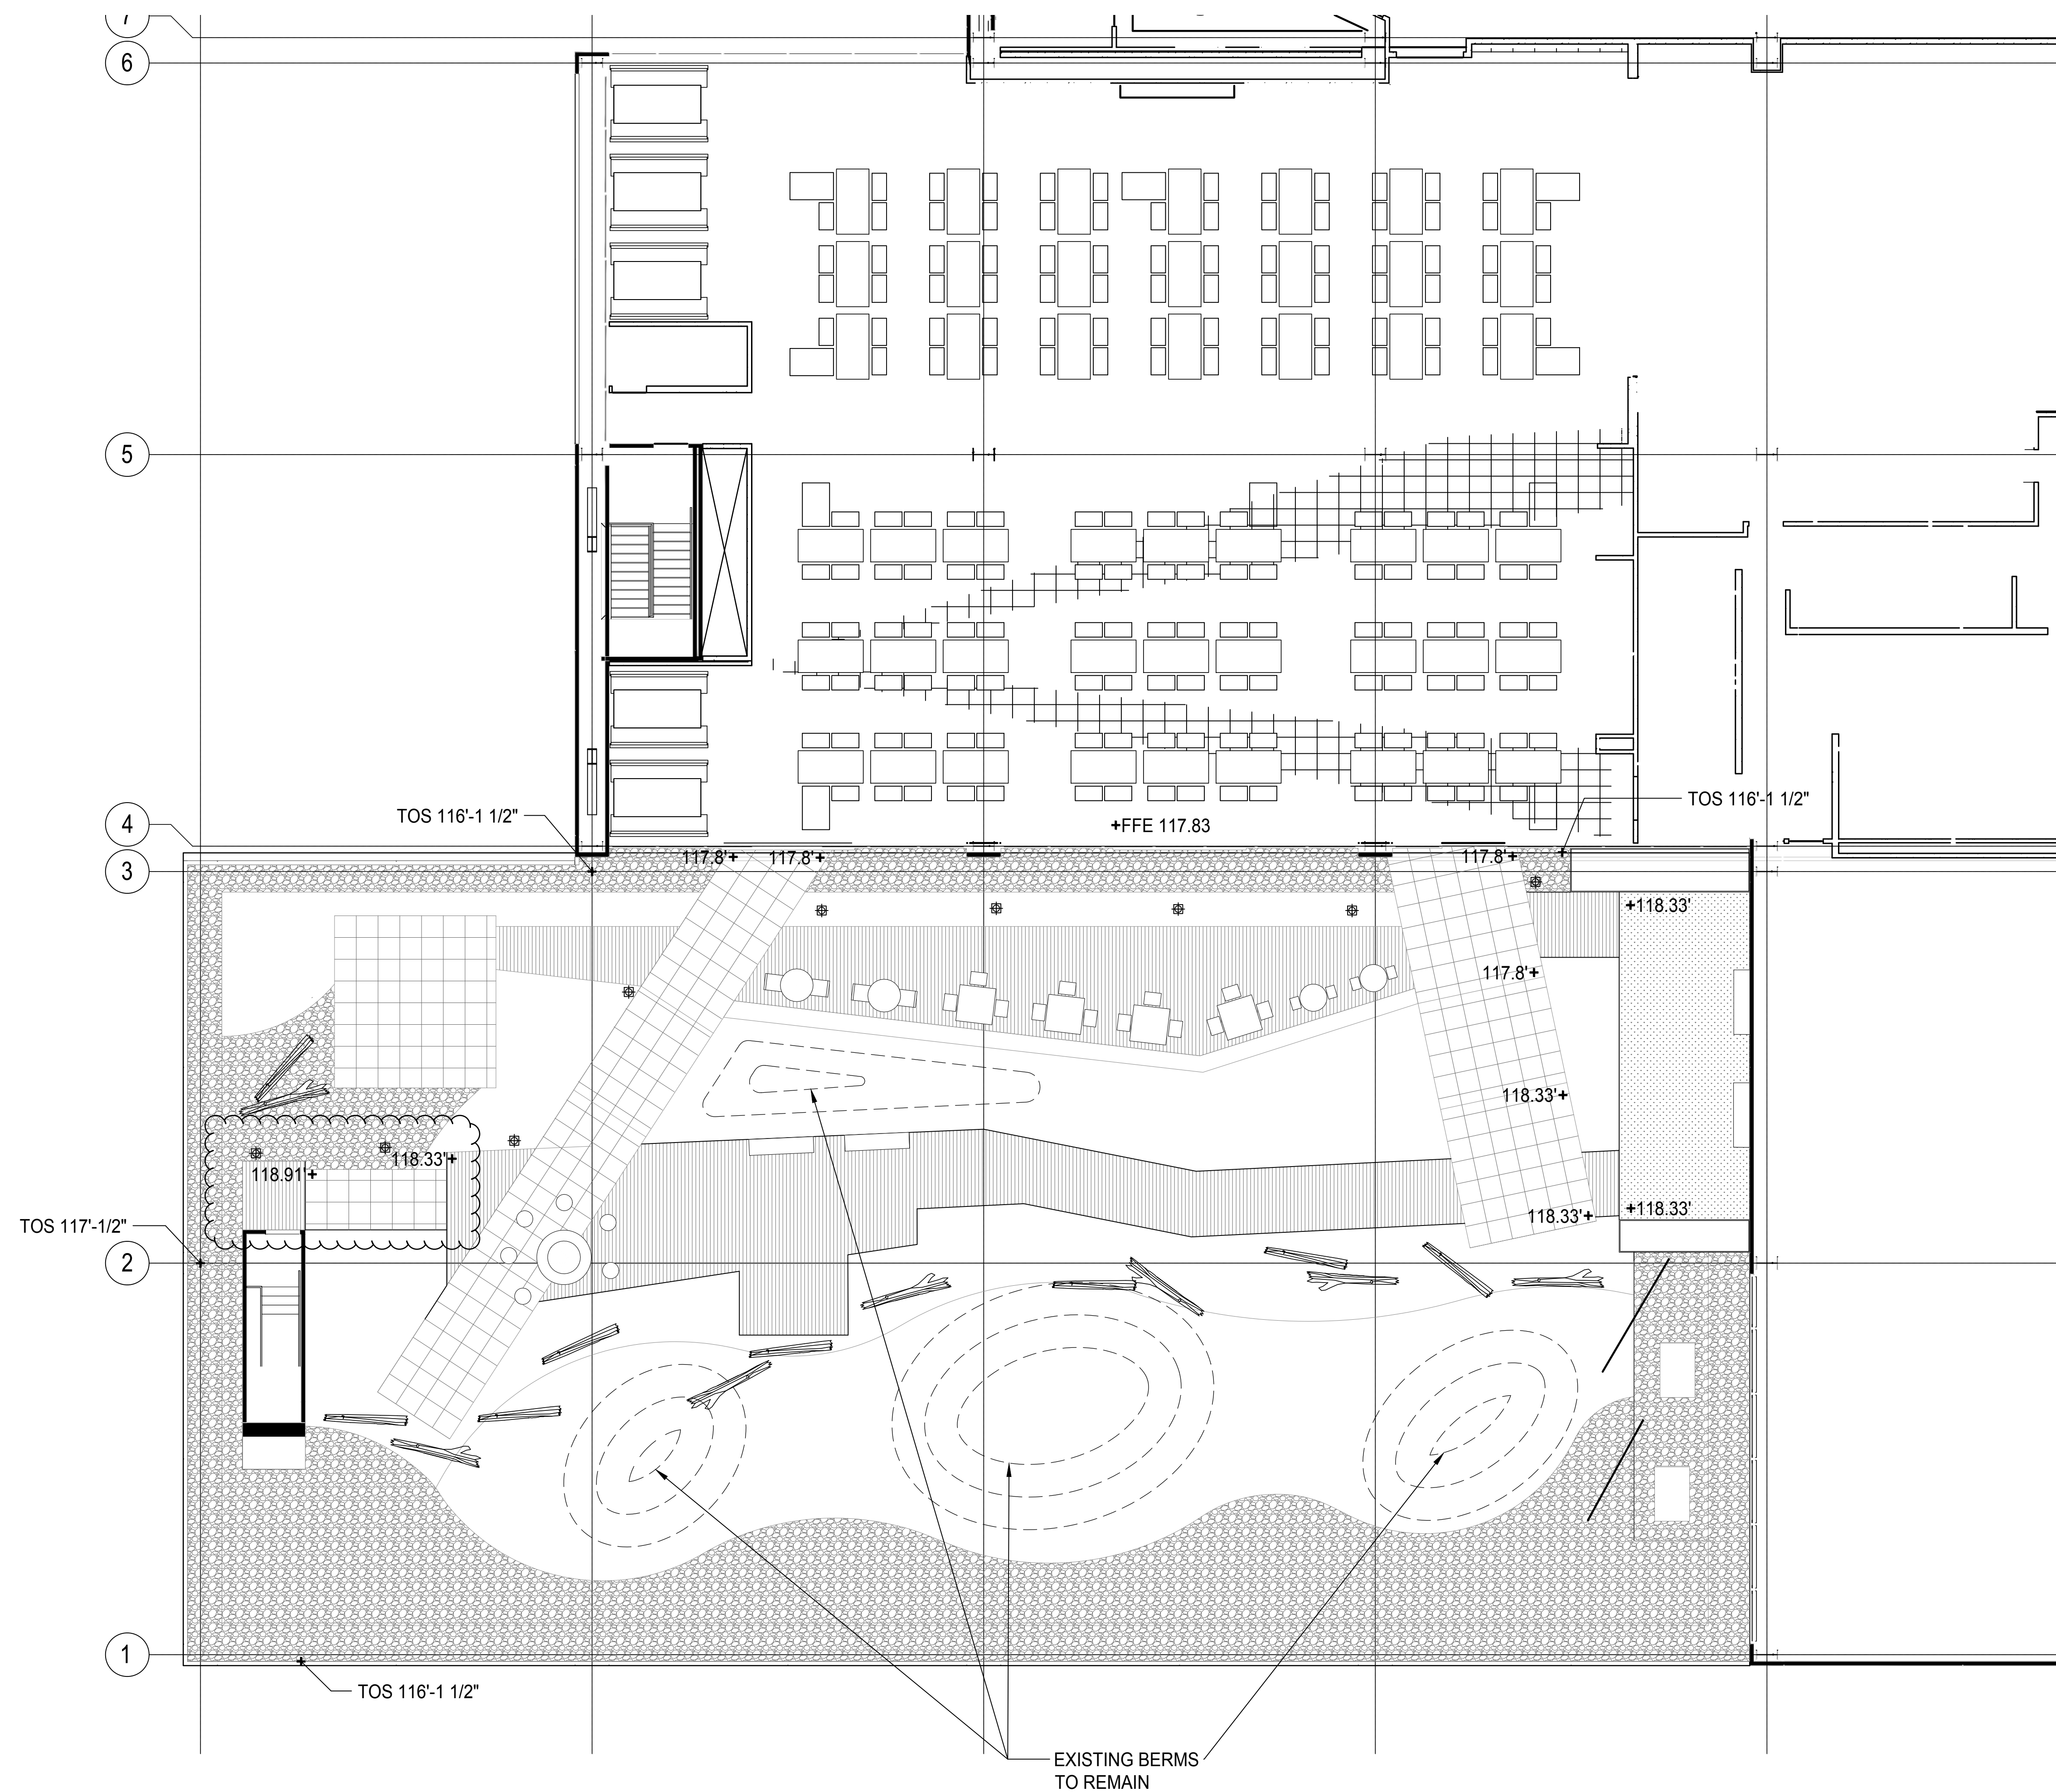 7
6
5
TOS 116'-1 1/2"
TOS 116'-1 1/2"
4
+FFE 117.83
3
117.8'+
117.8'+
117.8'+
+118.33'
117.8'+
118.33'+
118.33'+
118.91'+
+118.33'
118.33'+
TOS 117'-1/2"
2
1
TOS 116'-1 1/2"
EXISTING BERMS
TO REMAIN